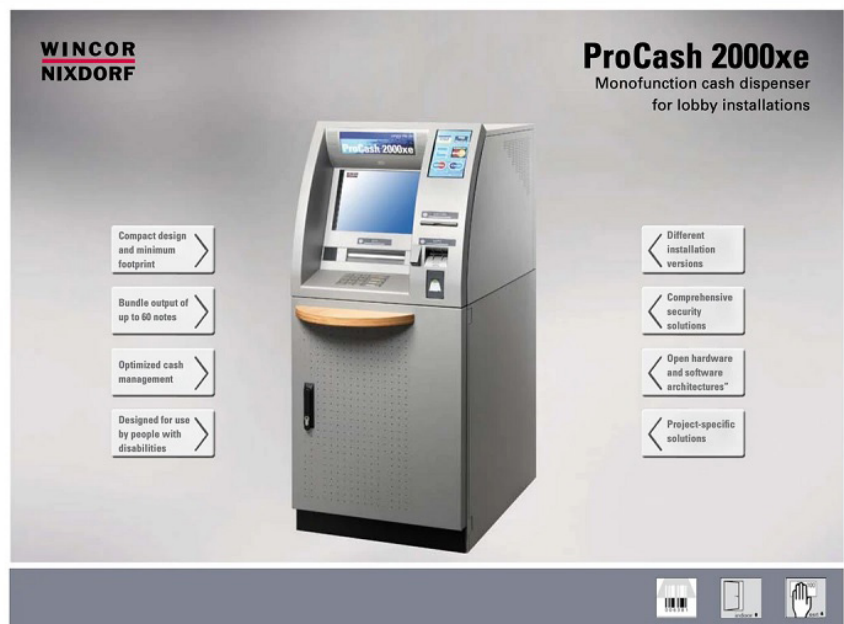 WINCOR
NIXDORF
ProCash 2000xe
Monofunction cash dispenser
for lobby installations
ProCash 2000xe
Compact design
and minimum
footprint
Bundle output of
up to 60 notes
Optimized cash
management
Designed for use
by people with
disabilities
Different
installation
versions
Comprehensive
security
solutions
Open hardware
and software
architectures"
Project-specific
solutions